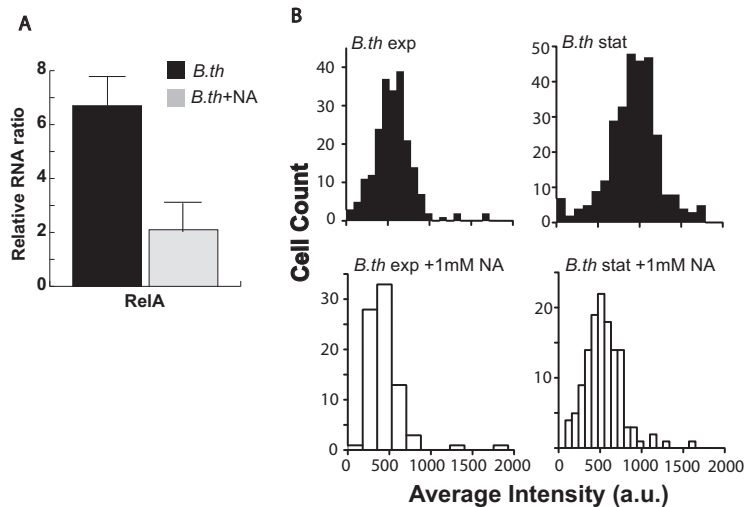 A
Relative RNA ratio
8
6
4
2
0
RelA
B.th
B.th+NA
B
Cell Count
B.th exp
40
30
20
10
0
B.th stat
50
40
30
20
10
0
B.th exp +1mM NA
30
20
10
0
0 500 1000 1500 2000
B.th stat +1mM NA
20
10
0
0 500 1000 1500 2000
Average Intensity (a.u.)